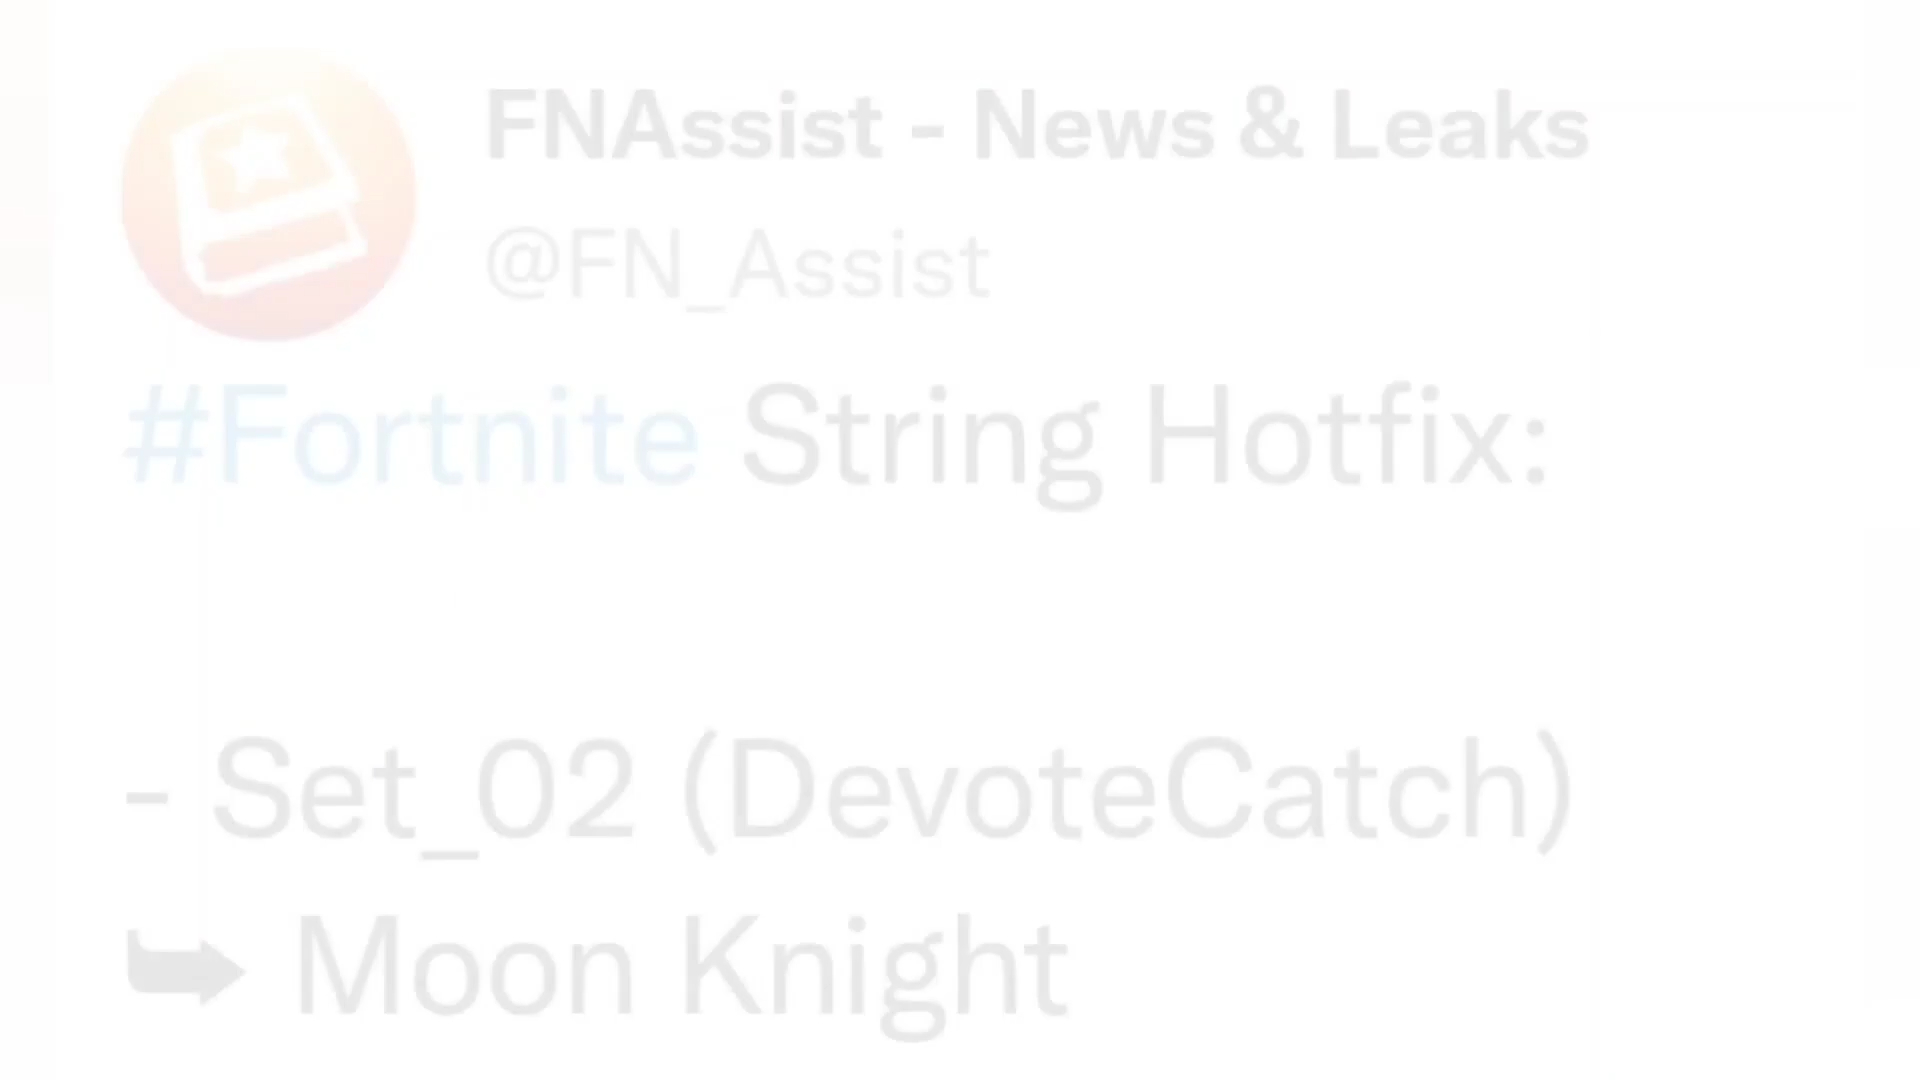 FNAssist - News & Leaks
@FN_Assist
#Fortnite String Hotfix:
- Set_02 (DevoteCatch)
⮩ Moon Knight